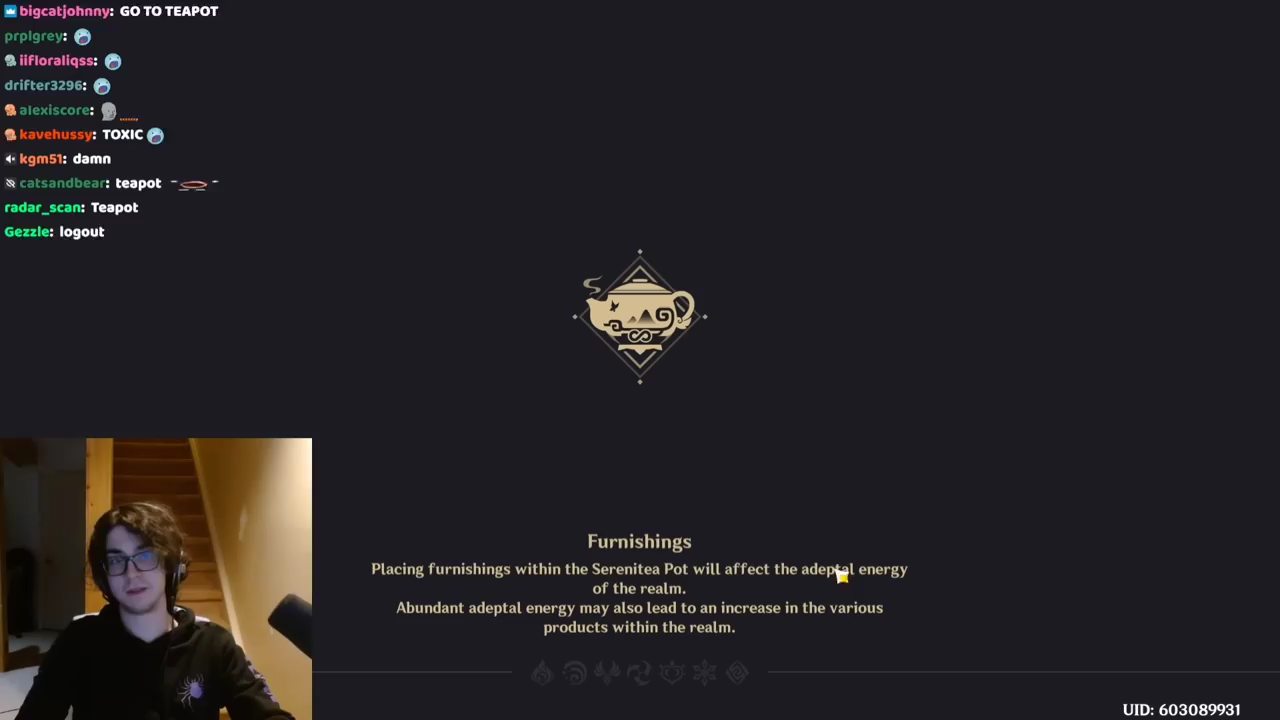 bigcatjohnny: GO TO TEAPOT
prplgrey:
iifloraliqss:
drifter3296:
alexiscore:
kavehussy: TOXIC
kgm51: damn
catsandbear: teapot
radar_scan: Teapot
Gezzle: logout
Furnishings
Placing furnishings within the Serenitea Pot will affect the adeptal energy
of the realm.
Abundant adeptal energy may also lead to an increase in the various
products within the realm.
UID: 603089931